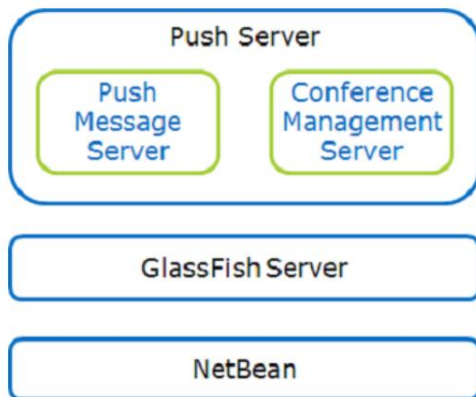 Push Server
Push
Message
Server
Conference
Management
Server
GlassFish Server
NetBean